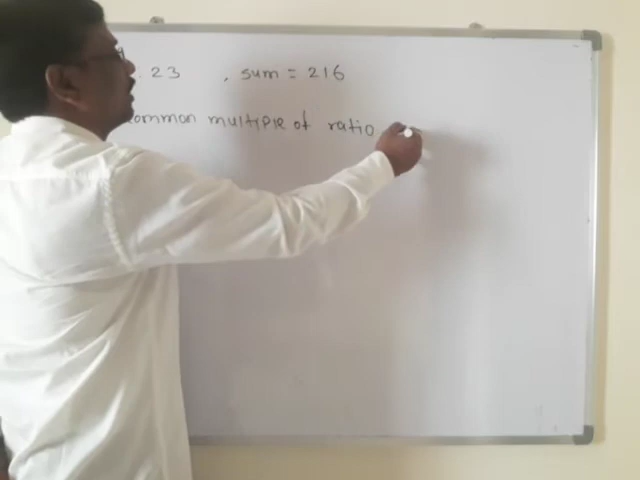 23 , sum = 216
common multiple of ratio